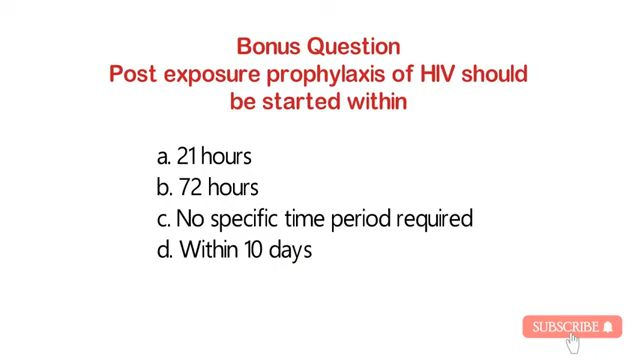 Bonus Question
Post exposure prophylaxis of HIV should
be started within
a. 21 hours
b. 72 hours
c. No specific time period required
d. Within 10 days
SUBSCRIBE